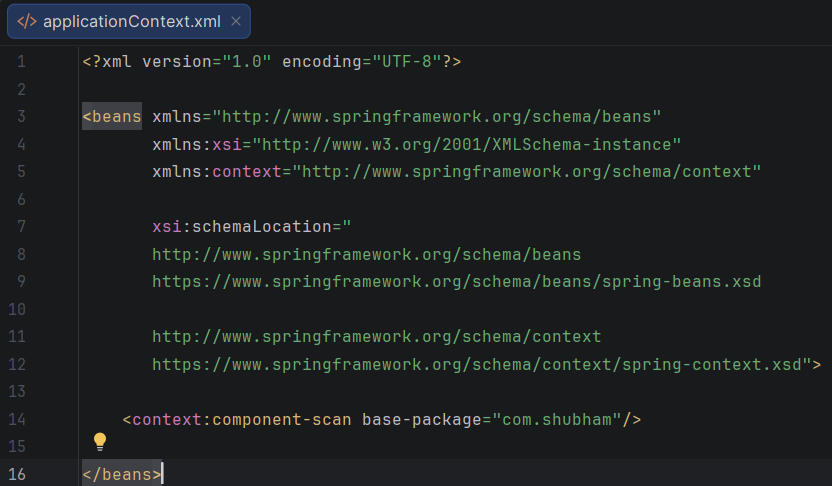 </> applicationContext.xml ×
1 <?xml version="1.0" encoding="UTF-8"?>
2
3 <beans xmlns="http://www.springframework.org/schema/beans"
4 xmlns:xsi="http://www.w3.org/2001/XMLSchema-instance"
5 xmlns:context="http://www.springframework.org/schema/context"
6
7 xsi:schemaLocation="
8 http://www.springframework.org/schema/beans
9 https://www.springframework.org/schema/beans/spring-beans.xsd
10
11 http://www.springframework.org/schema/context
12 https://www.springframework.org/schema/context/spring-context.xsd">
13
14 <context:component-scan base-package="com.shubham"/>
15
16 </beans>